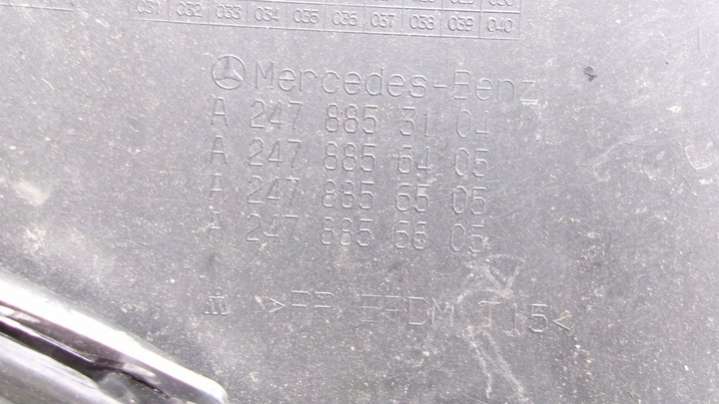 031 032 033 034 035 036 037 038 039 040
Mercedes-Benz
A 247 885 31 04
A 247 885 64 05
A 247 885 65 05
A 247 885 66 05
>PP EPDM T15<